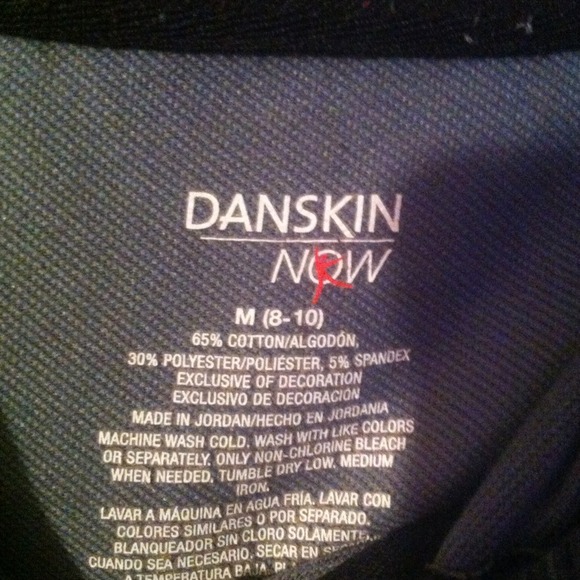 DANSKIN
NOW
M (8-10)
65% COTTON/ALGODÓN,
30% POLYESTER/POLIÉSTER, 5% SPANDEX
EXCLUSIVE OF DECORATION
EXCLUSIVO DE DECORACIÓN
MADE IN JORDAN/HECHO EN JORDANIA
MACHINE WASH COLD. WASH WITH LIKE COLORS
OR SEPARATELY. ONLY NON-CHLORINE BLEACH
WHEN NEEDED. TUMBLE DRY LOW. MEDIUM
IRON.
LAVAR A MÁQUINA EN AGUA FRÍA. LAVAR CON
COLORES SIMILARES O POR SEPARADO.
BLANQUEADOR SIN CLORO SOLAMENTE
CUANDO SEA NECESARIO. SECAR EN
A TEMPERATURA BAJA.